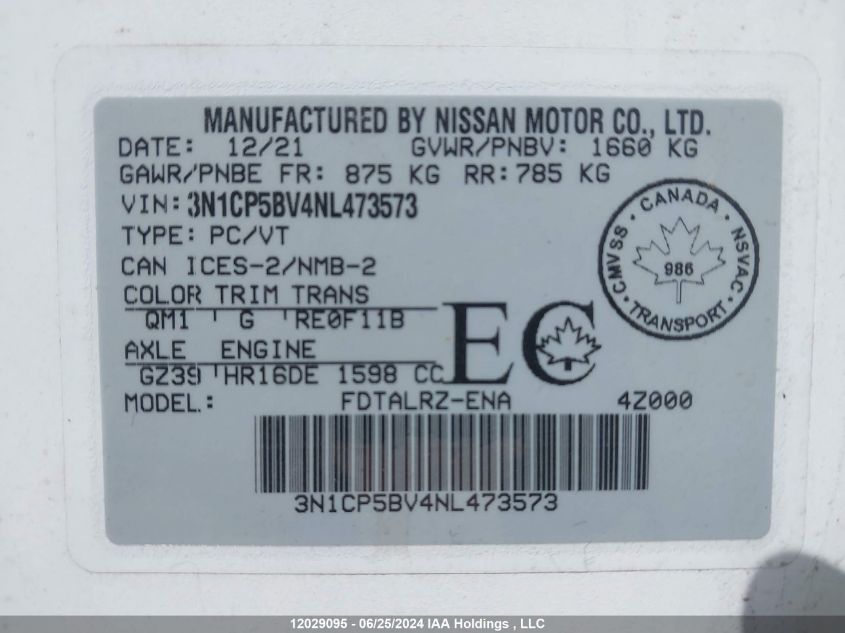 MANUFACTURED BY NISSAN MOTOR CO., LTD.
DATE: 12/21 GVWR/PNBV: 1660 KG
GAWR/PNBE FR: 875 KG RR:785 KG
VIN: 3N1CP5BV4NL473573
TYPE: PC/VT
CAN ICES-2/NMB-2
COLOR TRIM TRANS
QM1 ' G 'RE0F11B
AXLE ENGINE
GZ39 'HR16DE 1598 CC
EC
CANADA • NSVAC • TRANSPORT • CMVSS •
986
MODEL: FDTALRZ-ENA 4Z000
3N1CP5BV4NL473573
12029095 - 06/25/2024 IAA Holdings , LLC